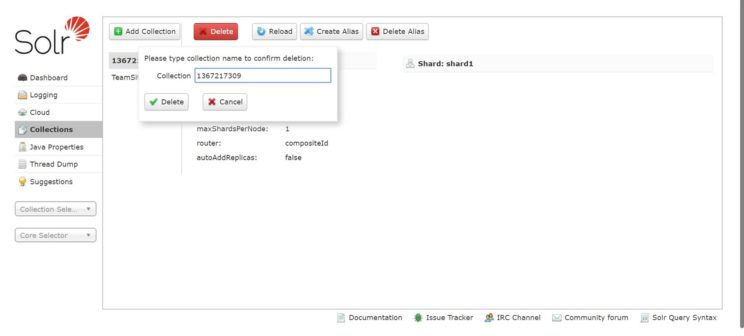 Solr
Add Collection Delete Reload Create Alias Delete Alias
Please type collection name to confirm deletion:
Collection 1367217309
Delete Cancel
Shard: shard1
maxShardsPerNode: 1
router: compositeId
autoAddReplicas: false
Dashboard
Logging
Cloud
Collections
Java Properties
Thread Dump
Suggestions
Collection Sele...
Core Selector
Documentation Issue Tracker IRC Channel Community forum Solr Query Syntax